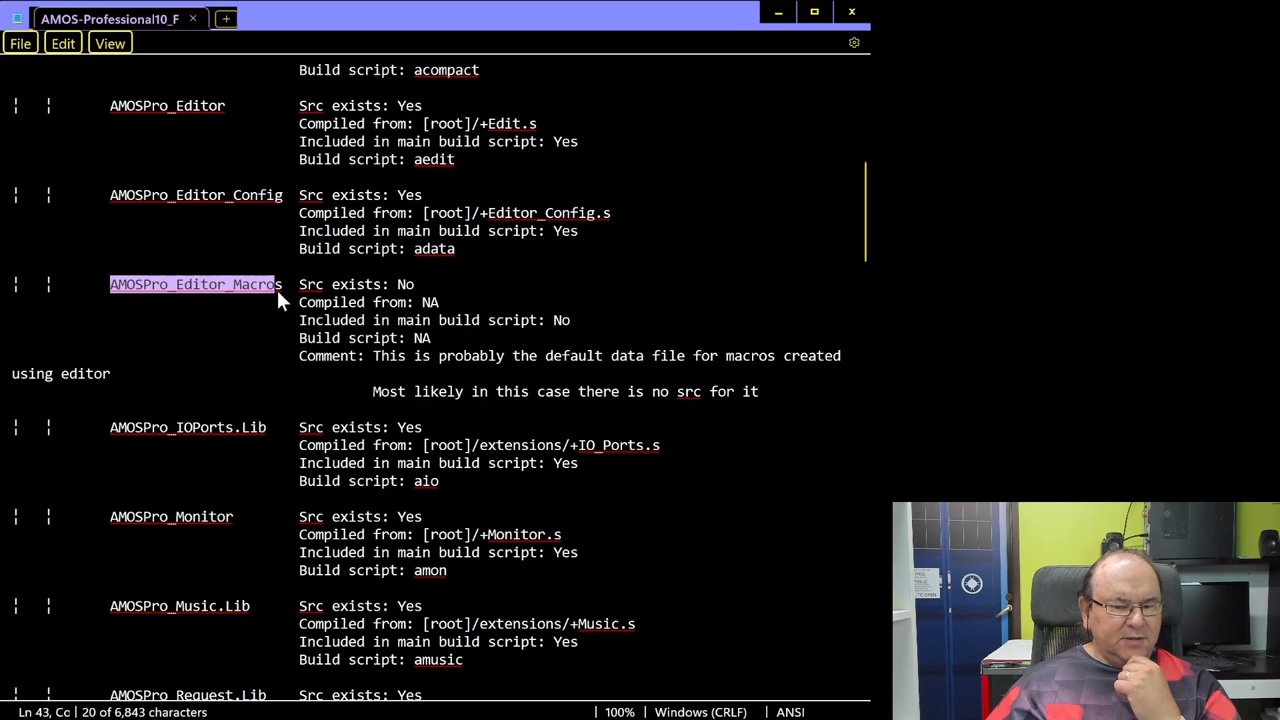 AMOS-Professional10_F
File Edit View
Build script: acompact
¦ ¦ AMOSPro_Editor Src exists: Yes
Compiled from: [root]/+Edit.s
Included in main build script: Yes
Build script: aedit
¦ ¦ AMOSPro_Editor_Config Src exists: Yes
Compiled from: [root]/+Editor_Config.s
Included in main build script: Yes
Build script: adata
¦ ¦ AMOSPro_Editor_Macros Src exists: No
Compiled from: NA
Included in main build script: No
Build script: NA
Comment: This is probably the default data file for macros created
using editor
Most likely in this case there is no src for it
¦ ¦ AMOSPro_IOPorts.Lib Src exists: Yes
Compiled from: [root]/extensions/+IO_Ports.s
Included in main build script: Yes
Build script: aio
¦ ¦ AMOSPro_Monitor Src exists: Yes
Compiled from: [root]/+Monitor.s
Included in main build script: Yes
Build script: amon
¦ ¦ AMOSPro_Music.Lib Src exists: Yes
Compiled from: [root]/extensions/+Music.s
Included in main build script: Yes
Build script: amusic
¦ ¦ AMOSPro_Request.Lib Src exists: Yes
Ln 43, Cc 20 of 6,843 characters 100% Windows (CRLF) ANSI